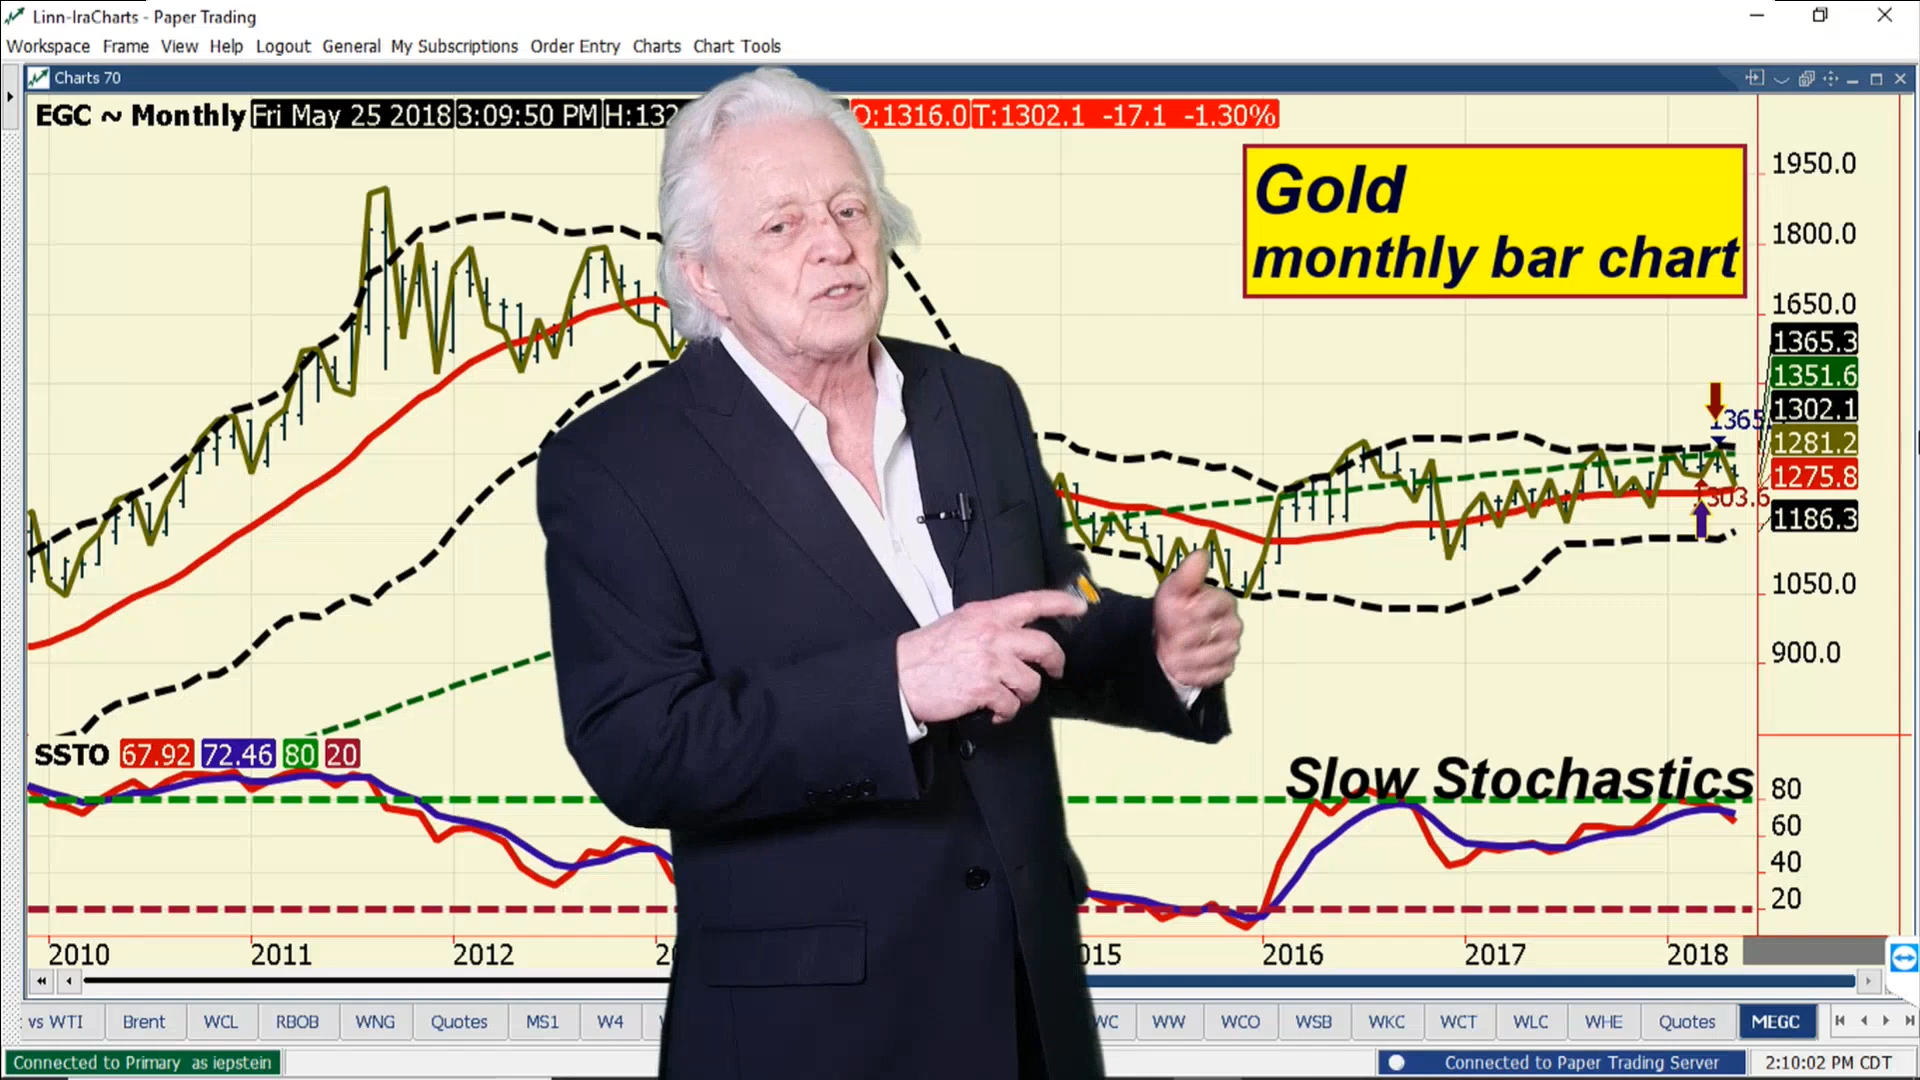 Linn-IraCharts - Paper Trading
Workspace Frame View Help Logout General My Subscriptions Order Entry Charts Chart Tools
Charts 70
EGC ~ Monthly Fri May 25 2018 3:09:50 PM O:1316.0 T:1302.1 -17.1 -1.30%
Gold
monthly bar chart
1950.0
1800.0
1650.0
1365.3
1351.6
1302.1
1281.2
1275.8
1186.3
1050.0
900.0
SSTO 67.92 72.46 80 20
Slow Stochastics
80
60
40
20
2010 2011 2012 2016 2017 2018
vs WTI Brent WCL RBOB WNG Quotes MS1 W4 WW WCO WSB WKC WCT WLC WHE Quotes MEGC
Connected to Primary as iepstein Connected to Paper Trading Server 2:10:02 PM CDT